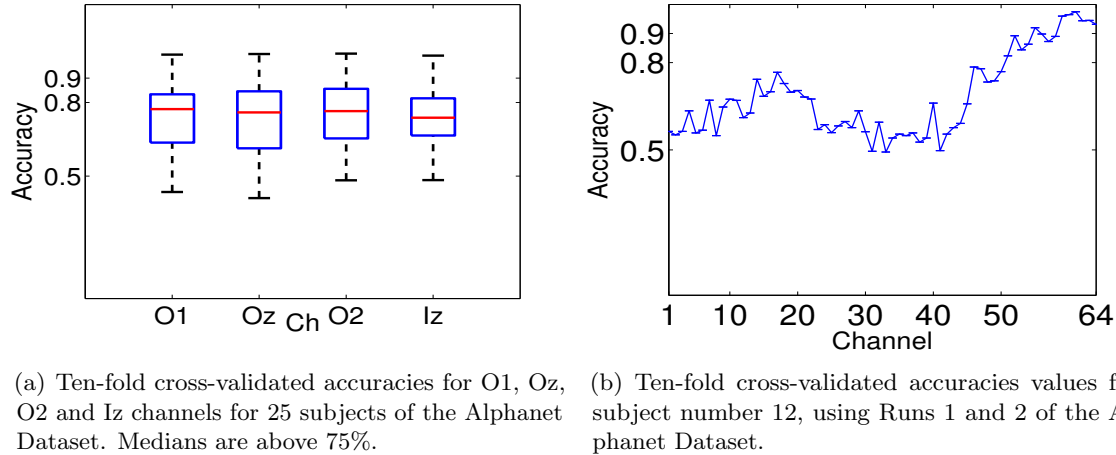 0.9
0.8
0.5
Accuracy
O1 Oz O2 Iz
Ch
0.9
0.8
0.5
Accuracy
1 10 20 30 40 50 64
Channel
(a) Ten-fold cross-validated accuracies for O1, Oz,
O2 and Iz channels for 25 subjects of the Alphanet
Dataset. Medians are above 75%.
(b) Ten-fold cross-validated accuracies values f
subject number 12, using Runs 1 and 2 of the A
phanet Dataset.